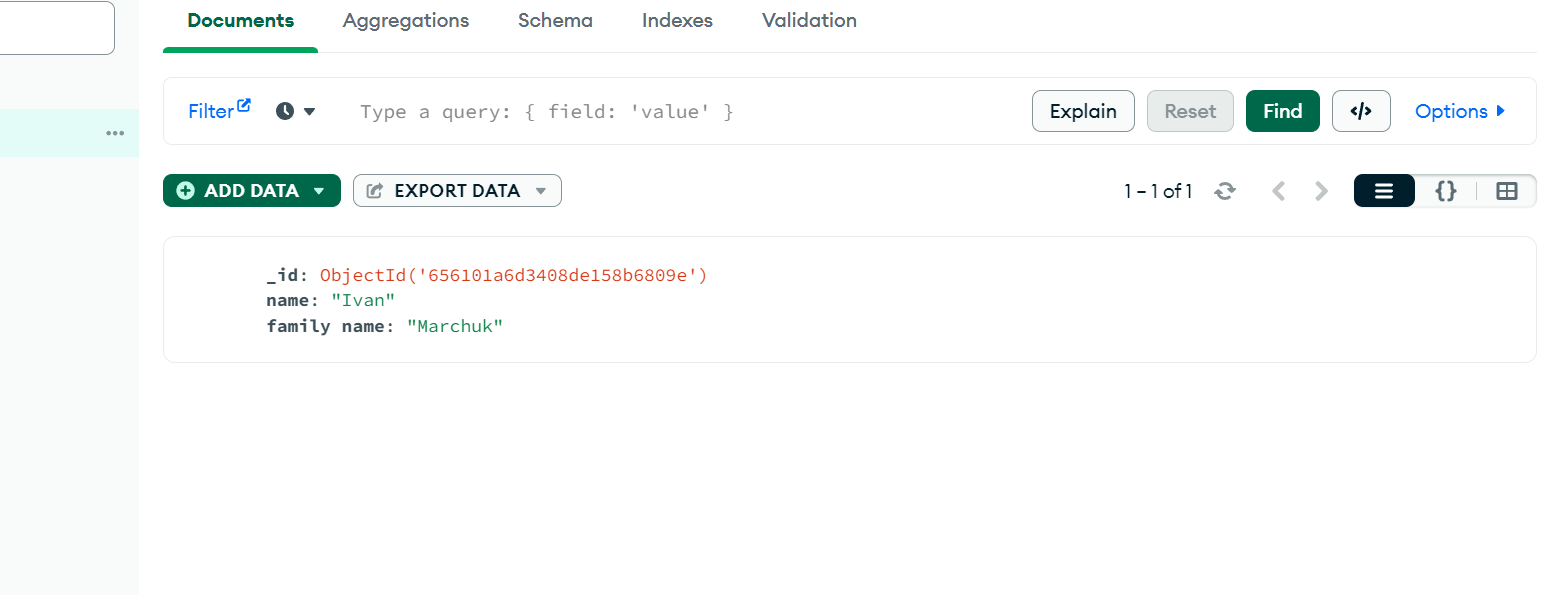 Documents Aggregations Schema Indexes Validation
Filter Type a query: { field: 'value' } Explain Reset Find </> Options
ADD DATA EXPORT DATA 1 – 1 of 1 {}
_id: ObjectId('656101a6d3408de158b6809e')
name: "Ivan"
family name: "Marchuk"